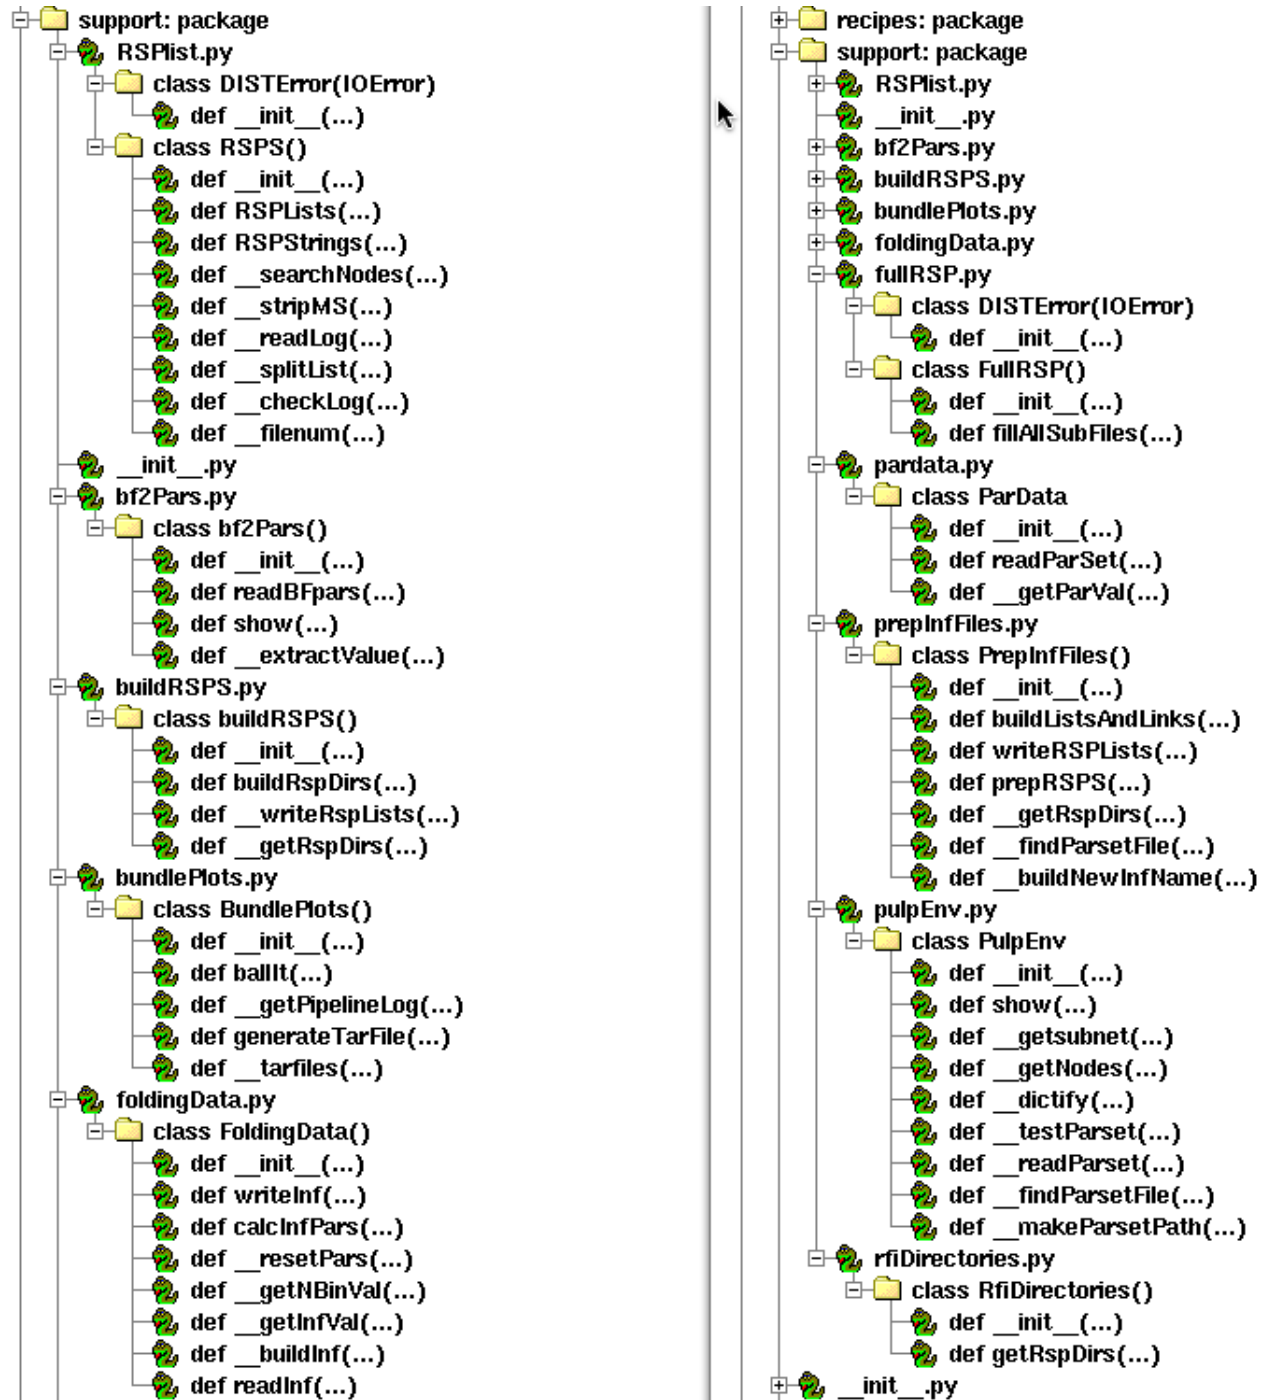 support: package
RSPlist.py
class DISTError(IOError)
def __init__(...)
class RSPS()
def __init__(...)
def RSPLists(...)
def RSPStrings(...)
def __searchNodes(...)
def __stripMS(...)
def __readLog(...)
def __splitList(...)
def __checkLog(...)
def __filenum(...)
__init__.py
bf2Pars.py
class bf2Pars()
def __init__(...)
def readBFpars(...)
def show(...)
def __extractValue(...)
buildRSPS.py
class buildRSPS()
def __init__(...)
def buildRspDirs(...)
def __writeRspLists(...)
def __getRspDirs(...)
bundlePlots.py
class BundlePlots()
def __init__(...)
def ballIt(...)
def __getPipelineLog(...)
def generateTarFile(...)
def __tarfiles(...)
foldingData.py
class FoldingData()
def __init__(...)
def writeInf(...)
def calcInfPars(...)
def __resetPars(...)
def __getNBinVal(...)
def __getInfVal(...)
def __buildInf(...)
def readInf(...)
recipes: package
support: package
RSPlist.py
__init__.py
bf2Pars.py
buildRSPS.py
bundlePlots.py
foldingData.py
fullRSP.py
class DISTError(IOError)
def __init__(...)
class FullRSP()
def __init__(...)
def fillAllSubFiles(...)
pardata.py
class ParData
def __init__(...)
def readParSet(...)
def __getParVal(...)
prepInfFiles.py
class PrepInfFiles()
def __init__(...)
def buildListsAndLinks(...)
def writeRSPLists(...)
def prepRSPS(...)
def __getRspDirs(...)
def __findParsetFile(...)
def __buildNewInfName(...)
pulpEnv.py
class PulpEnv
def __init__(...)
def show(...)
def __getsubnet(...)
def __getNodes(...)
def __dictify(...)
def __testParset(...)
def __readParset(...)
def __findParsetFile(...)
def __makeParsetPath(...)
rfiDirectories.py
class RfiDirectories()
def __init__(...)
def getRspDirs(...)
__init__.py